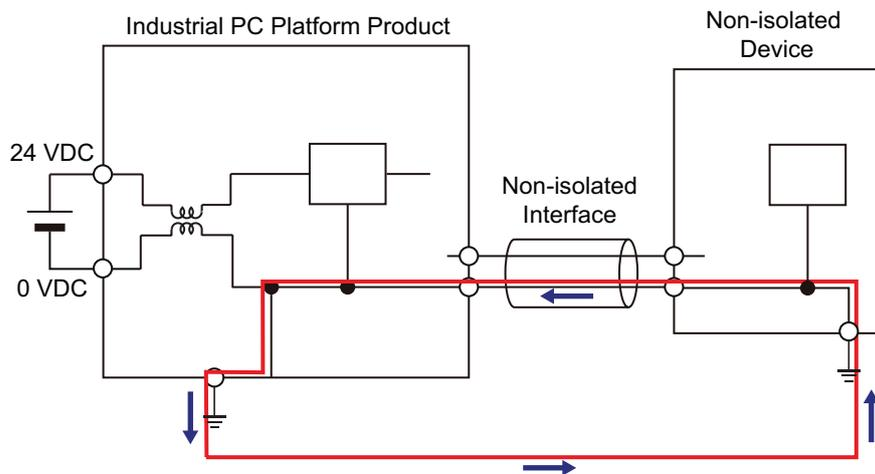 Industrial PC Platform Product
Non-isolated
Device
24 VDC
Non-isolated
Interface
0 VDC